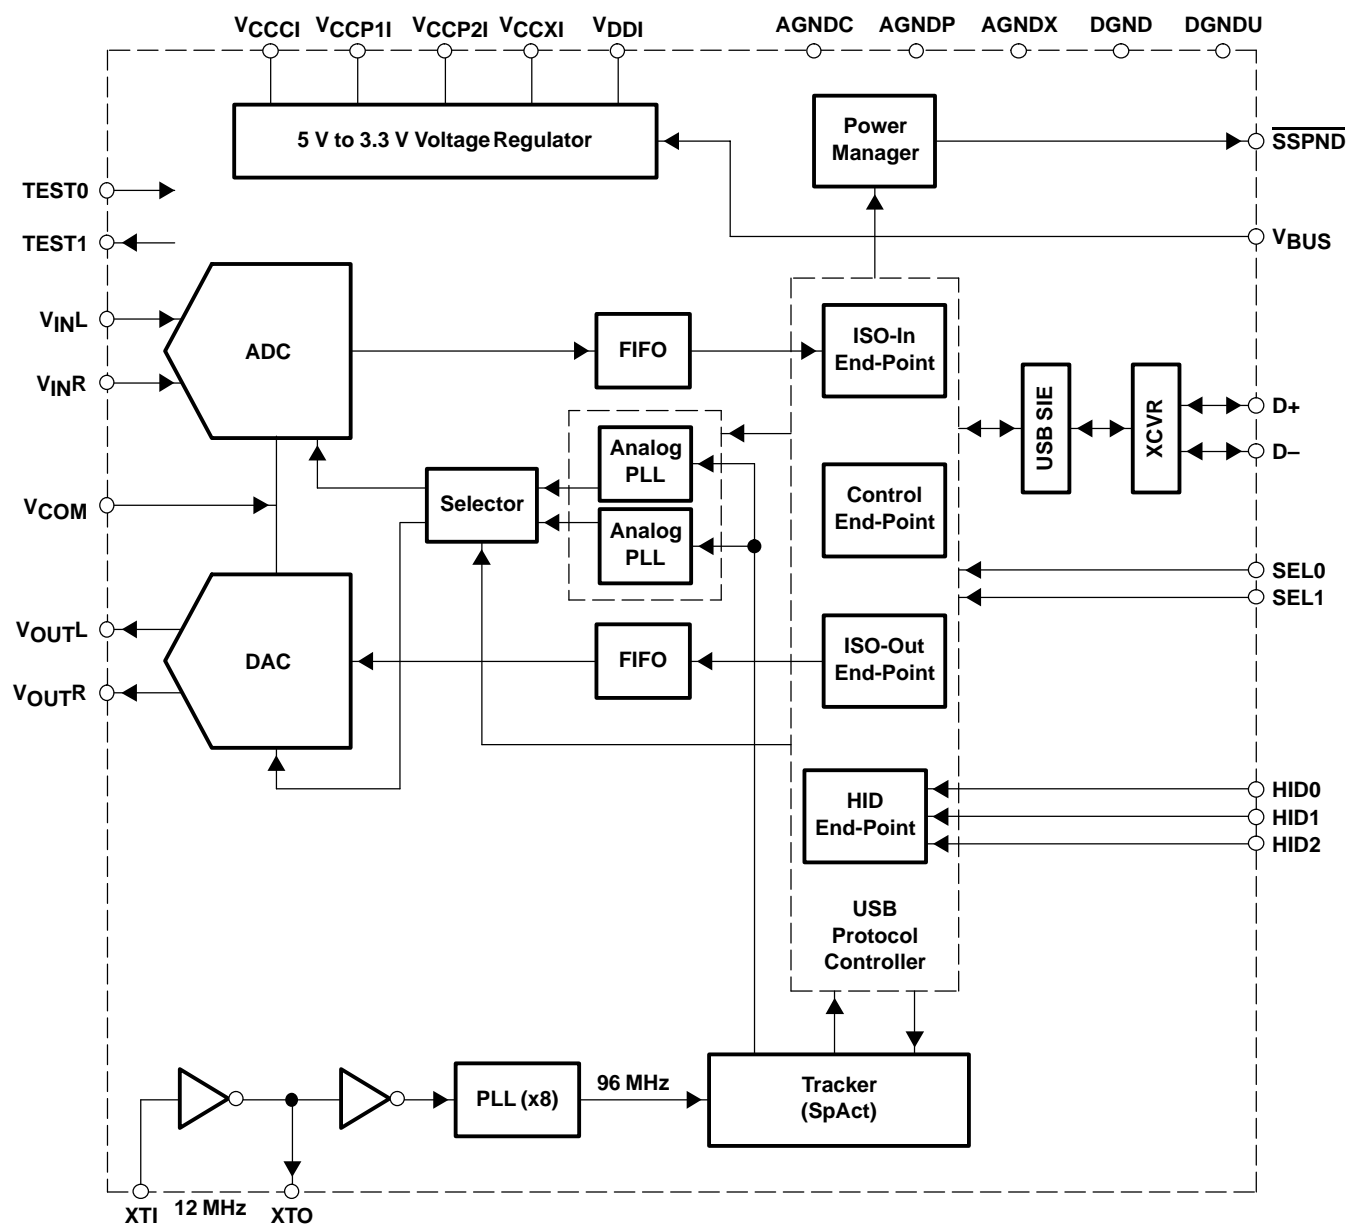 VCCCI VCCP1I VCCP2I VCCXI VDDI AGNDC AGNDP AGNDX DGND DGNDU
5 V to 3.3 V Voltage Regulator
Power
Manager
SSPND
TEST0
TEST1
VBUS
VINL
VINR
ADC
FIFO
ISO-In
End-Point
USB SIE
XCVR
D+
D–
Analog
PLL
Selector
VCOM
Analog
PLL
Control
End-Point
SEL0
SEL1
VOUTL
VOUTR
DAC
FIFO
ISO-Out
End-Point
HID
End-Point
HID0
HID1
HID2
USB
Protocol
Controller
PLL (x8)
96 MHz
Tracker
(SpAct)
XTI
12 MHz
XTO